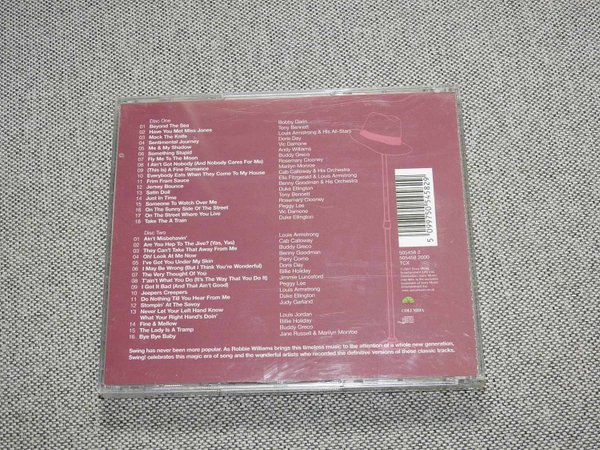 Disc One
01 Beyond The Sea Bobby Darin
02 Have You Met Miss Jones Tony Bennett
03 Mack The Knife Louis Armstrong & His All-Stars
04 Sentimental Journey Doris Day
05 Me & My Shadow Vic Damone
06 Something Stupid Andy Williams
07 Fly Me To The Moon Buddy Greco
08 I Ain't Got Nobody (And Nobody Cares For Me) Rosemary Clooney
09 (This Is) A Fine Romance Marilyn Monroe
10 Everybody Eats When They Come To My House Cab Calloway & His Orchestra
11 Frim Fram Sauce Ella Fitzgerald & Louis Armstrong
12 Jersey Bounce Benny Goodman & His Orchestra
13 Satin Doll Duke Ellington
14 Just In Time Tony Bennett
15 Someone To Watch Over Me Rosemary Clooney
16 On The Sunny Side Of The Street Peggy Lee
17 On The Street Where You Live Vic Damone
18 Take The A Train Duke Ellington
Disc Two
01 Ain't Misbehavin' Louis Armstrong
02 Are You Hep To The Jive? (Yas, Yas) Cab Calloway
03 They Can't Take That Away From Me Buddy Greco
04 Oh! Look At Me Now Benny Goodman
05 I've Got You Under My Skin Perry Como
06 I May Be Wrong (But I Think You're Wonderful) Doris Day
07 The Very Thought Of You Billie Holiday
08 T'ain't What You Do (It's The Way That You Do It) Jimmie Lunceford
09 I Got It Bad (And That Ain't Good) Peggy Lee
10 Jeepers Creepers Louis Armstrong
11 Do Nothing Till You Hear From Me Duke Ellington
12 Stompin' At The Savoy Judy Garland
13 Never Let Your Left Hand Know
What Your Right Hand's Doin' Louis Jordan
14 Fine & Mellow Billie Holiday
15 The Lady Is A Tramp Buddy Greco
16 Bye Bye Baby Jane Russell & Marilyn Monroe
Swing has never been more popular. As Robbie Williams brings this timeless music to the attention of a whole new generation,
Swing! celebrates this magic era of song and the wonderful artists who recorded the definitive versions of these classic tracks.
5 099750 545829
505458 2
505458 2000
TCX
COLUMBIA